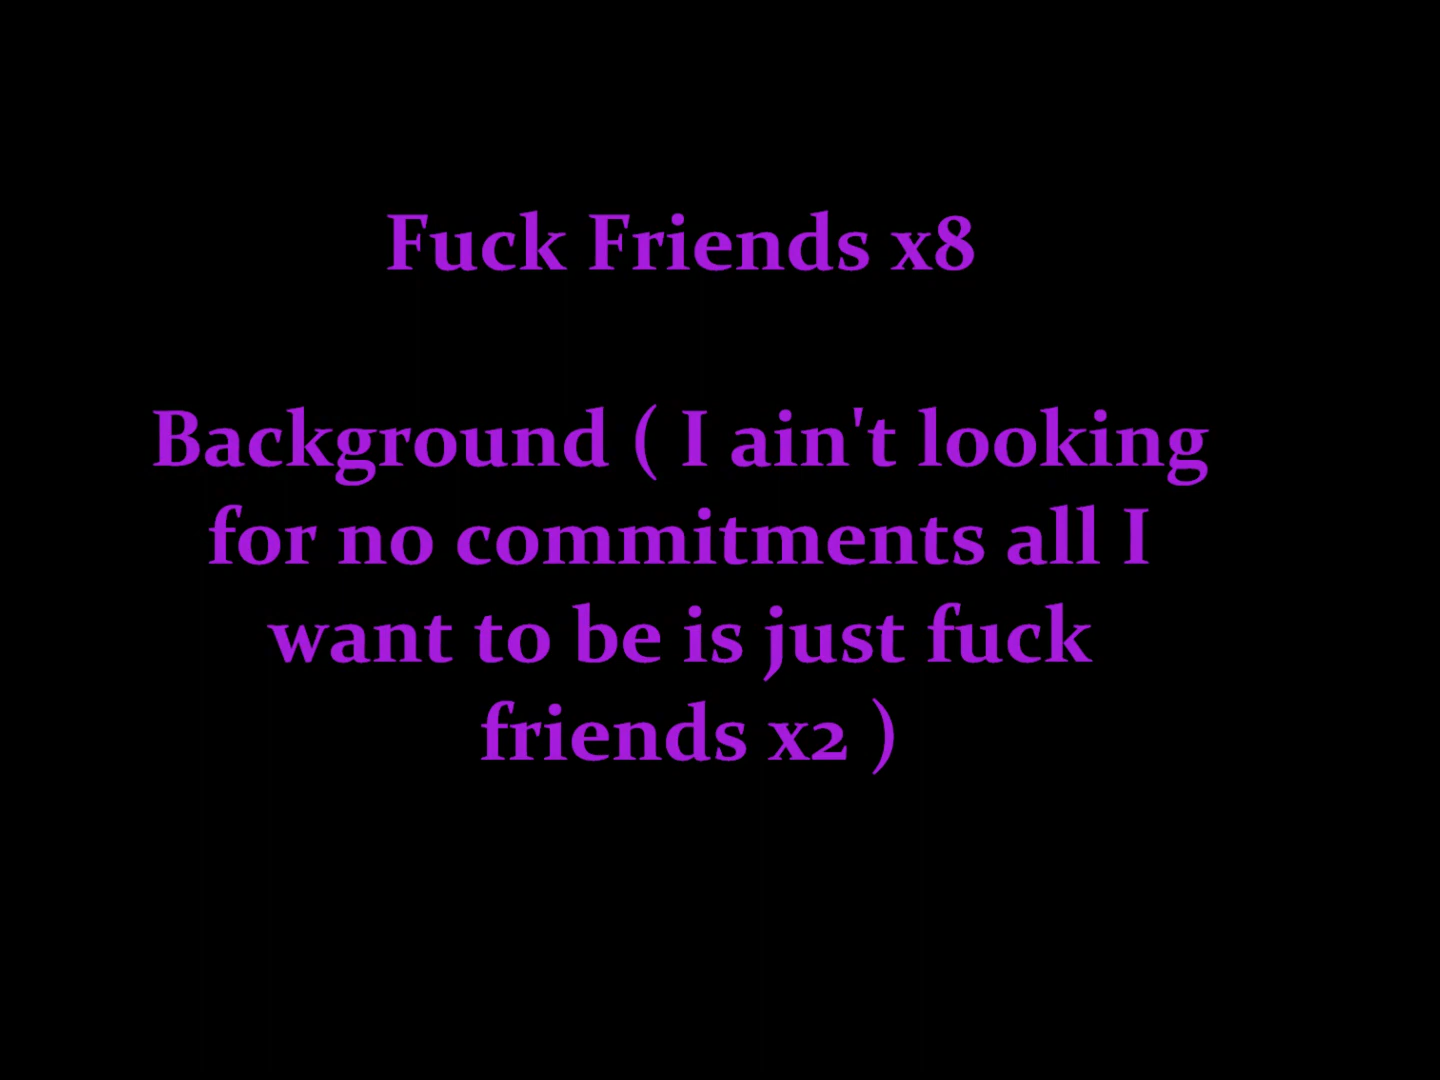 Fuck Friends x8
Background ( I ain't looking
for no commitments all I
want to be is just fuck
friends x2 )